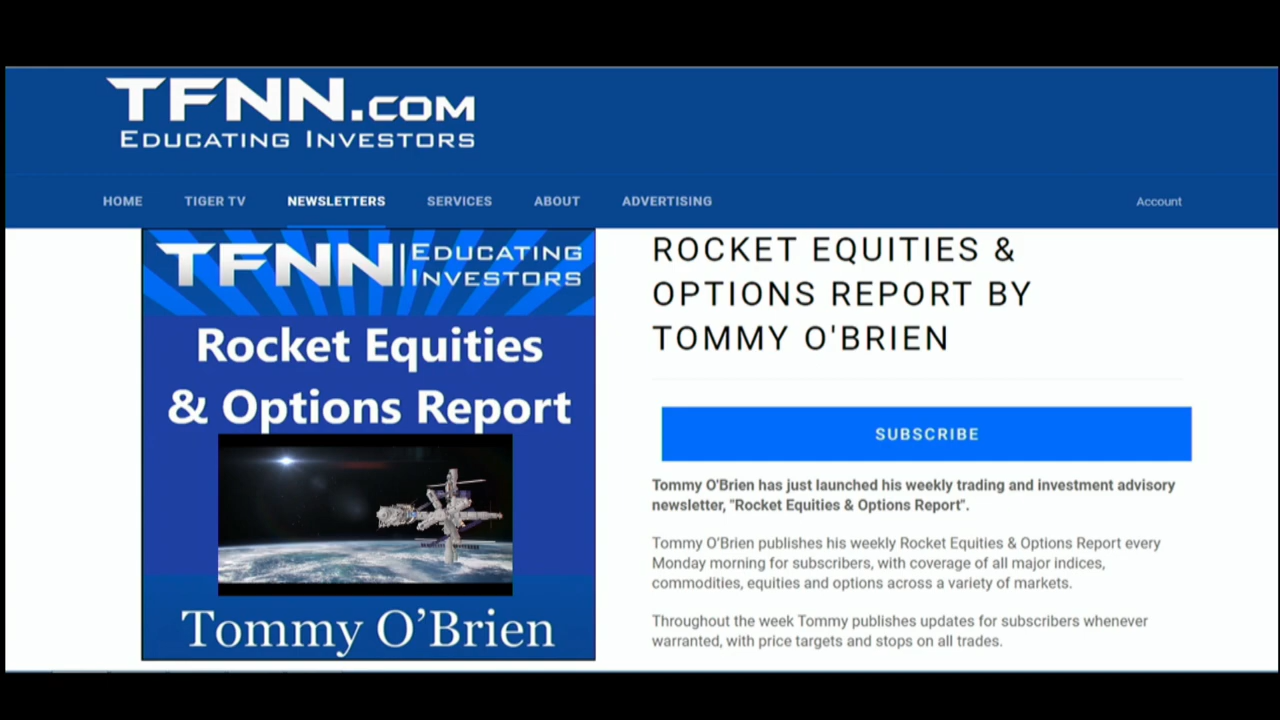 TFNN.COM
EDUCATING INVESTORS
HOME TIGER TV NEWSLETTERS SERVICES ABOUT ADVERTISING Account
TFNN | EDUCATING
INVESTORS
Rocket Equities
& Options Report
Tommy O’Brien
ROCKET EQUITIES &
OPTIONS REPORT BY
TOMMY O'BRIEN
SUBSCRIBE
Tommy O'Brien has just launched his weekly trading and investment advisory
newsletter, "Rocket Equities & Options Report".
Tommy O’Brien publishes his weekly Rocket Equities & Options Report every
Monday morning for subscribers, with coverage of all major indices,
commodities, equities and options across a variety of markets.
Throughout the week Tommy publishes updates for subscribers whenever
warranted, with price targets and stops on all trades.